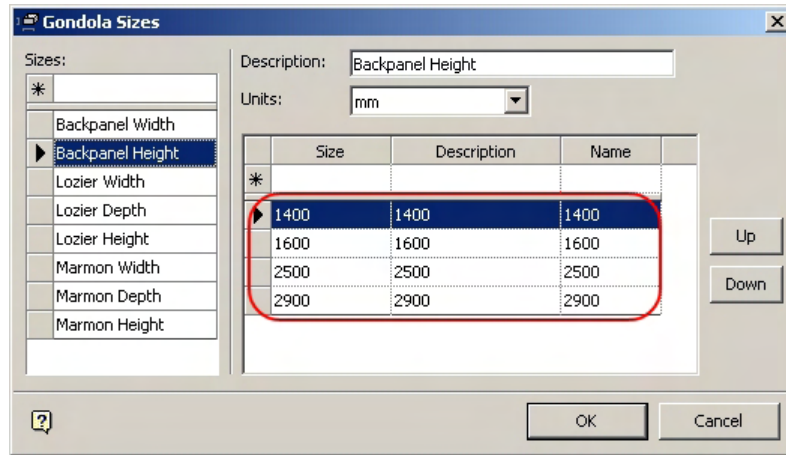 Gondola Sizes
Sizes:
Backpanel Width
Backpanel Height
Lozier Width
Lozier Depth
Lozier Height
Marmon Width
Marmon Depth
Marmon Height
Description: Backpanel Height
Units: mm
Size Description Name
1400 1400 1400
1600 1600 1600
2500 2500 2500
2900 2900 2900
Up
Down
OK Cancel